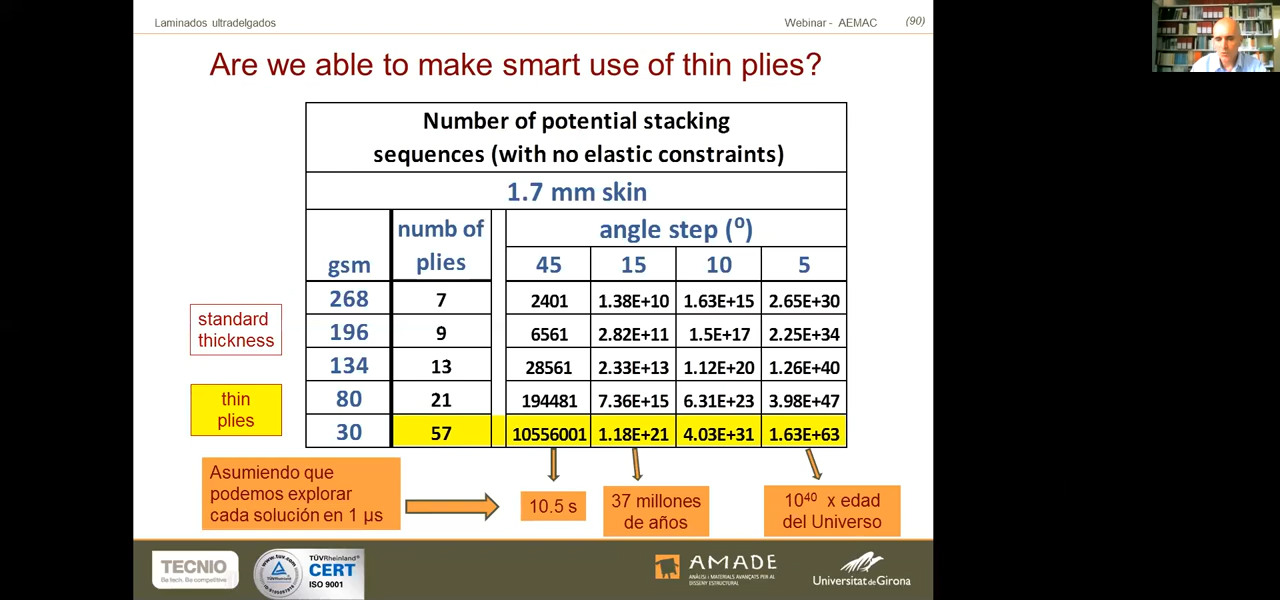 Laminados ultradelgados
Webinar - AEMAC
(90)
Are we able to make smart use of thin plies?
Number of potential stacking
sequences (with no elastic constraints)
1.7 mm skin
gsm numb of plies angle step (⁰)
45 15 10 5
268 7 2401 1.38E+10 1.63E+15 2.65E+30
196 9 6561 2.82E+11 1.5E+17 2.25E+34
134 13 28561 2.33E+13 1.12E+20 1.26E+40
80 21 194481 7.36E+15 6.31E+23 3.98E+47
30 57 10556001 1.18E+21 4.03E+31 1.63E+63
standard
thickness
thin
plies
Asumiendo que
podemos explorar
cada solución en 1 μs
10.5 s
37 millones
de años
10⁴⁰ x edad
del Universo
TECNIO
Be tech. Be competitive.
TÜVRheinland®
CERT
ISO 9001
AMADE
ANÀLISI I MATERIALS AVANÇATS PER AL
DISSENY ESTRUCTURAL
Universitat de Girona